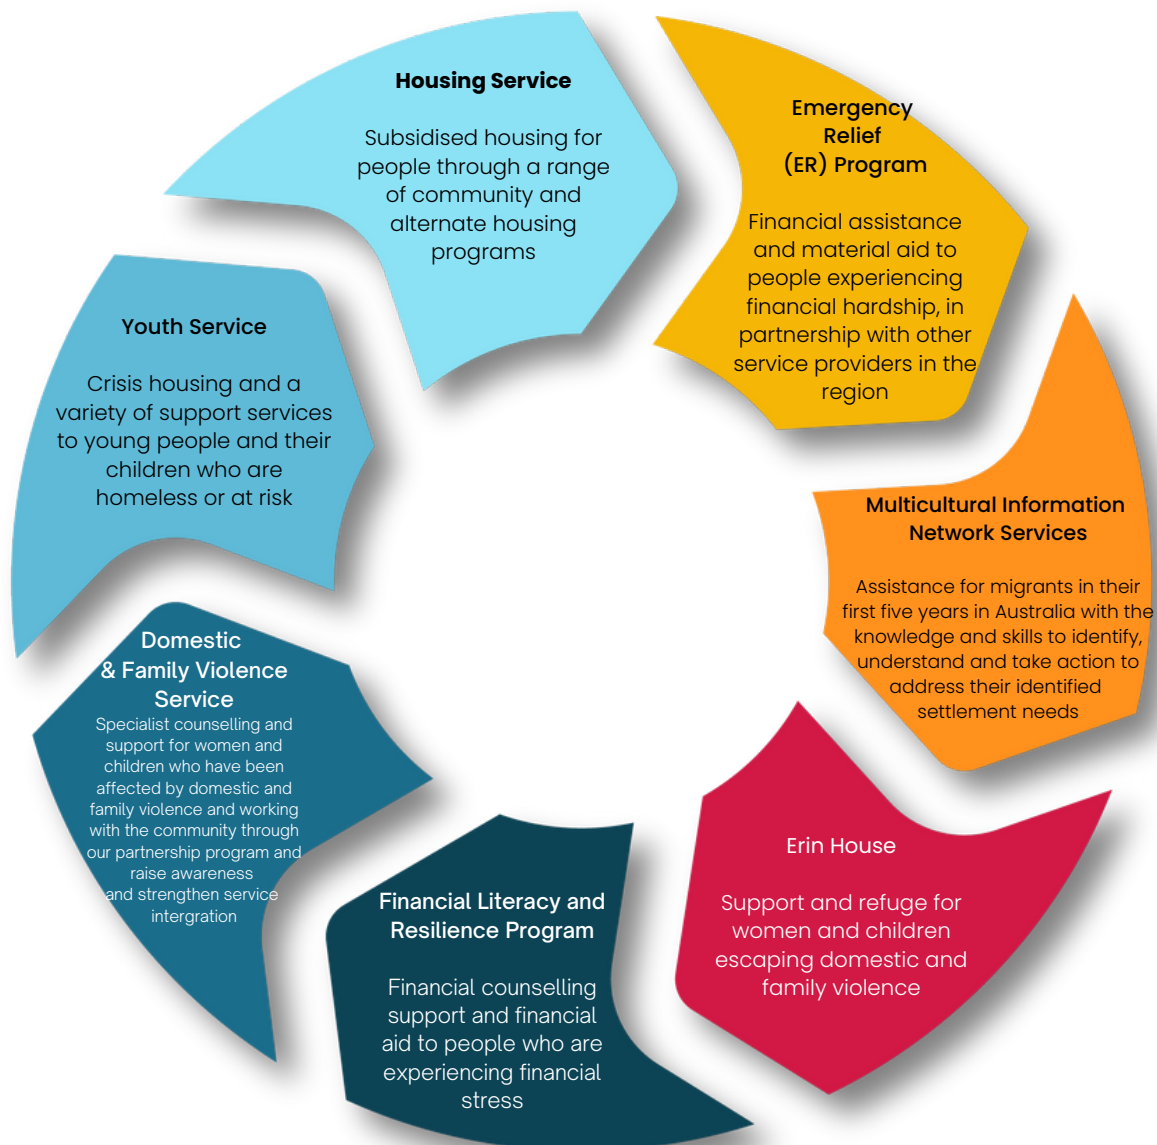 Housing Service
Subsidised housing for
people through a range
of community and
alternate housing
programs
Emergency
Relief
(ER) Program
Financial assistance
and material aid to
people experiencing
financial hardship, in
partnership with other
service providers in the
region
Multicultural Information
Network Services
Assistance for migrants in their
first five years in Australia with the
knowledge and skills to identify,
understand and take action to
address their identified
settlement needs
Erin House
Support and refuge for
women and children
escaping domestic and
family violence
Financial Literacy and
Resilience Program
Financial counselling
support and financial
aid to people who are
experiencing financial
stress
Domestic
& Family Violence
Service
Specialist counselling and
support for women and
children who have been
affected by domestic and
family violence and working
with the community through
our partnership program and
raise awareness
and strengthen service
intergration
Youth Service
Crisis housing and a
variety of support services
to young people and their
children who are
homeless or at risk